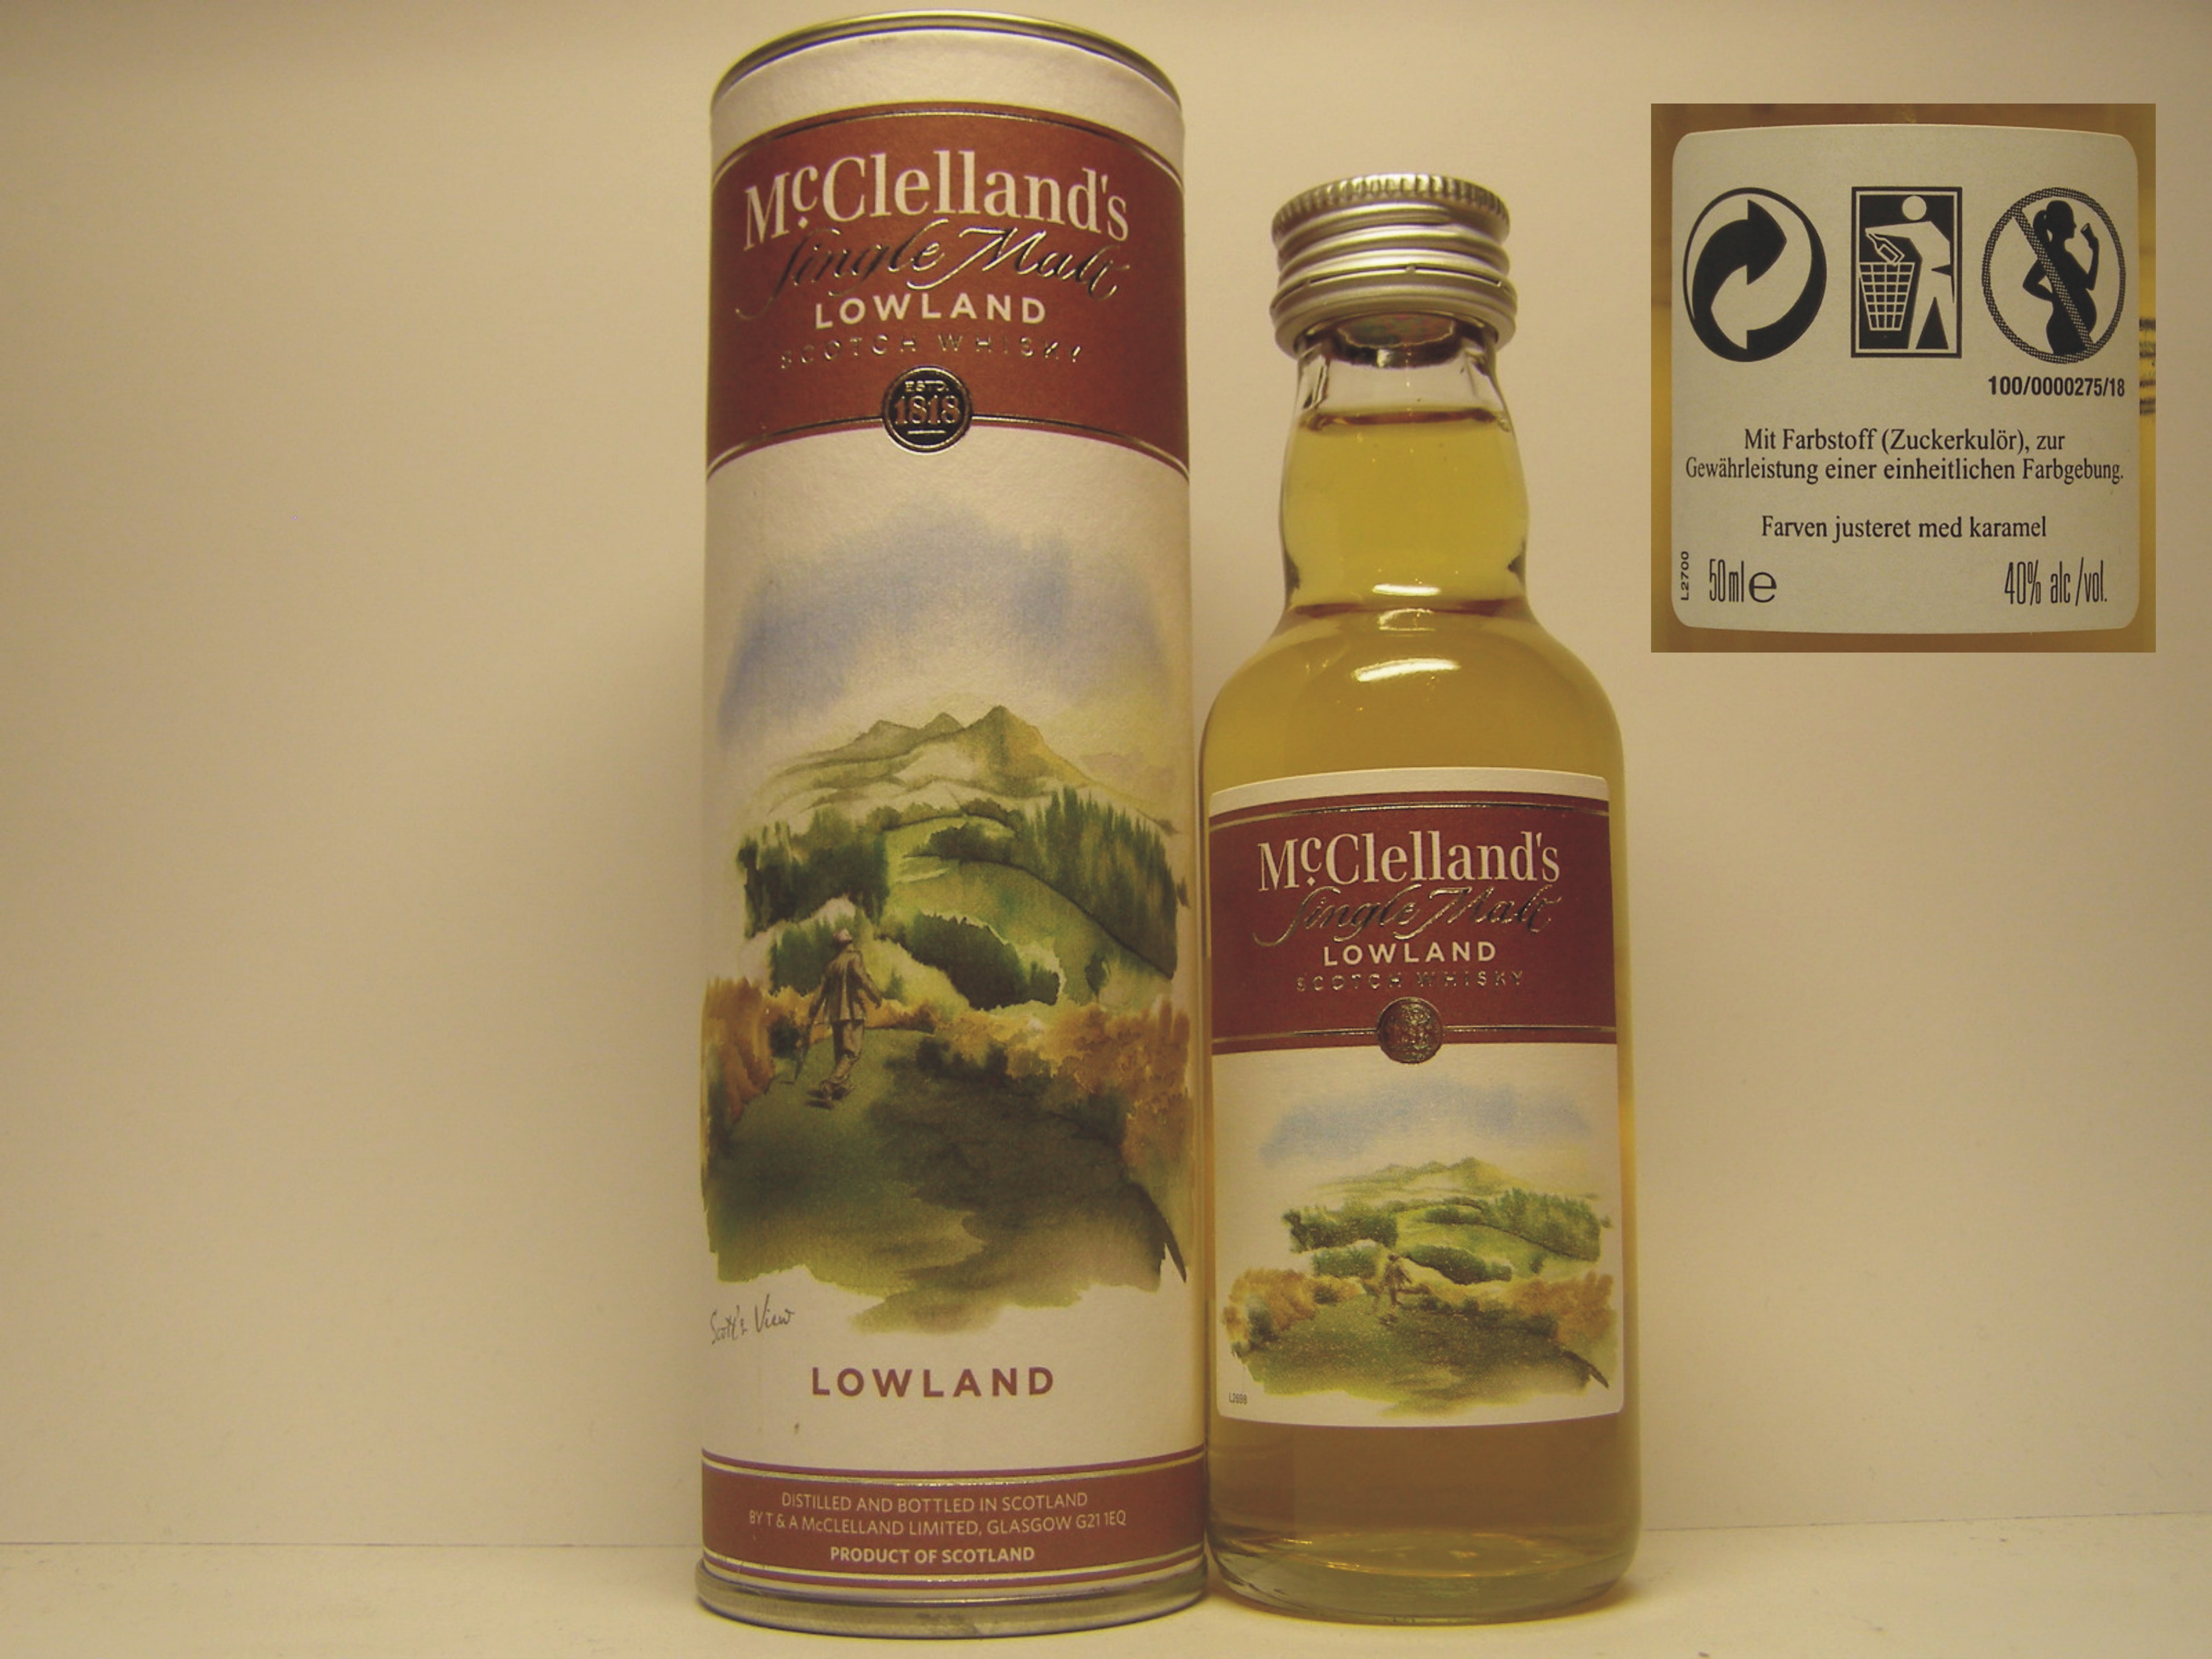 McClelland's
Single Malt
LOWLAND
SCOTCH WHISKY
ESTD.
1818
Scott's View
LOWLAND
DISTILLED AND BOTTLED IN SCOTLAND
BY T & A McCLELLAND LIMITED, GLASGOW G21 1EQ
PRODUCT OF SCOTLAND
McClelland's
Single Malt
LOWLAND
SCOTCH WHISKY
L2698
100/0000275/18
Mit Farbstoff (Zuckerkulör), zur
Gewährleistung einer einheitlichen Farbgebung.
Farven justeret med karamel
L2700
50ml e
40% alc/vol.